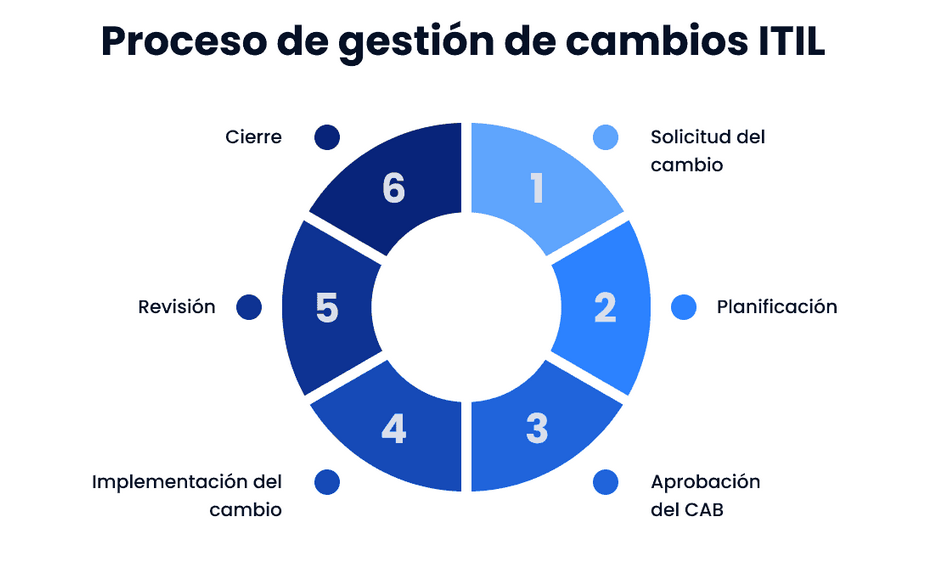 Proceso de gestión de cambios ITIL
1
Solicitud del
cambio
2
Planificación
3
Aprobación
del CAB
4
Implementación del
cambio
5
Revisión
6
Cierre